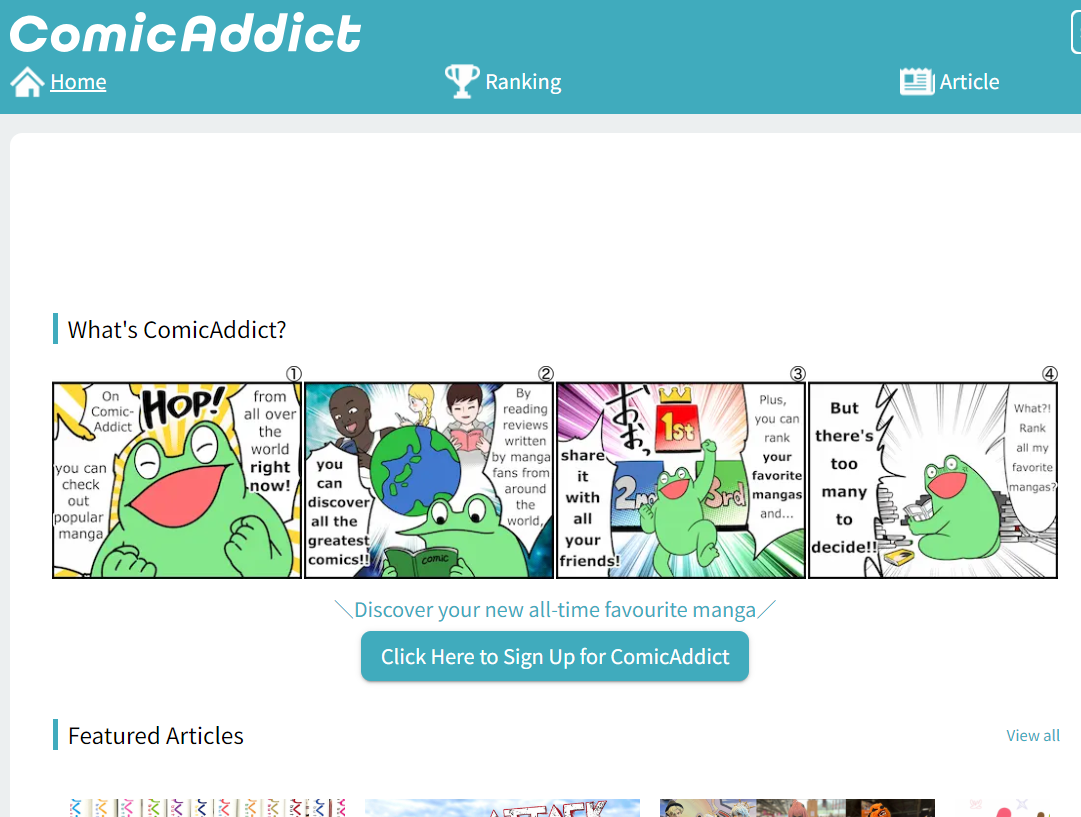 ComicAddict
Home
Ranking
Article
What's ComicAddict?
①
On
Comic-
Addict
HOP!
you can
check
out
popular
manga
from
all over
the
world
right
now!
②
By
reading
reviews
written
by manga
fans from
around
the
world,
you
can
discover
all the
greatest
comics!!
comic
③
おおっ
1st
2nd
3rd
Plus,
you can
rank
your
favorite
mangas
and...
share
it
with
all
your
friends!
④
But
there's
too
many
to
decide!!
What?!
Rank
all my
favorite
mangas?
＼Discover your new all-time favourite manga／
Click Here to Sign Up for ComicAddict
Featured Articles
View all
ATTACK